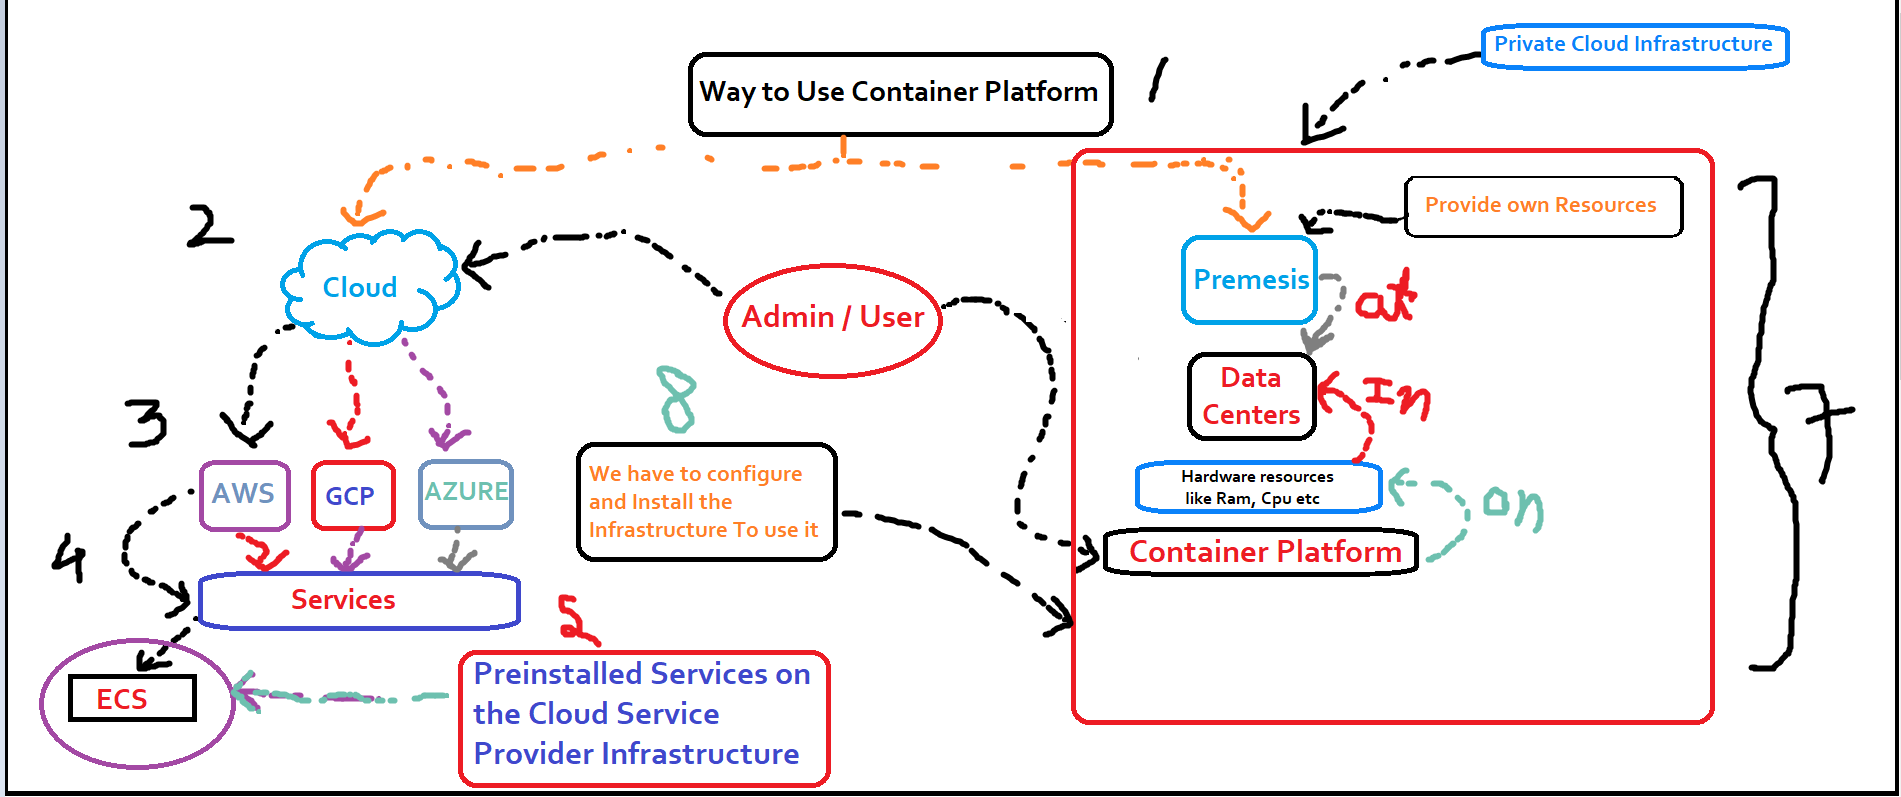 Private Cloud Infrastructure
Way to Use Container Platform
1
Provide own Resources
2
Cloud
Premesis
at
Admin / User
Data
Centers
In
8
3
7
We have to configure
and Install the
Infrastructure To use it
Hardware resources
like Ram, Cpu etc
on
AWS
GCP
AZURE
4
Container Platform
Services
5
ECS
Preinstalled Services on
the Cloud Service
Provider Infrastructure